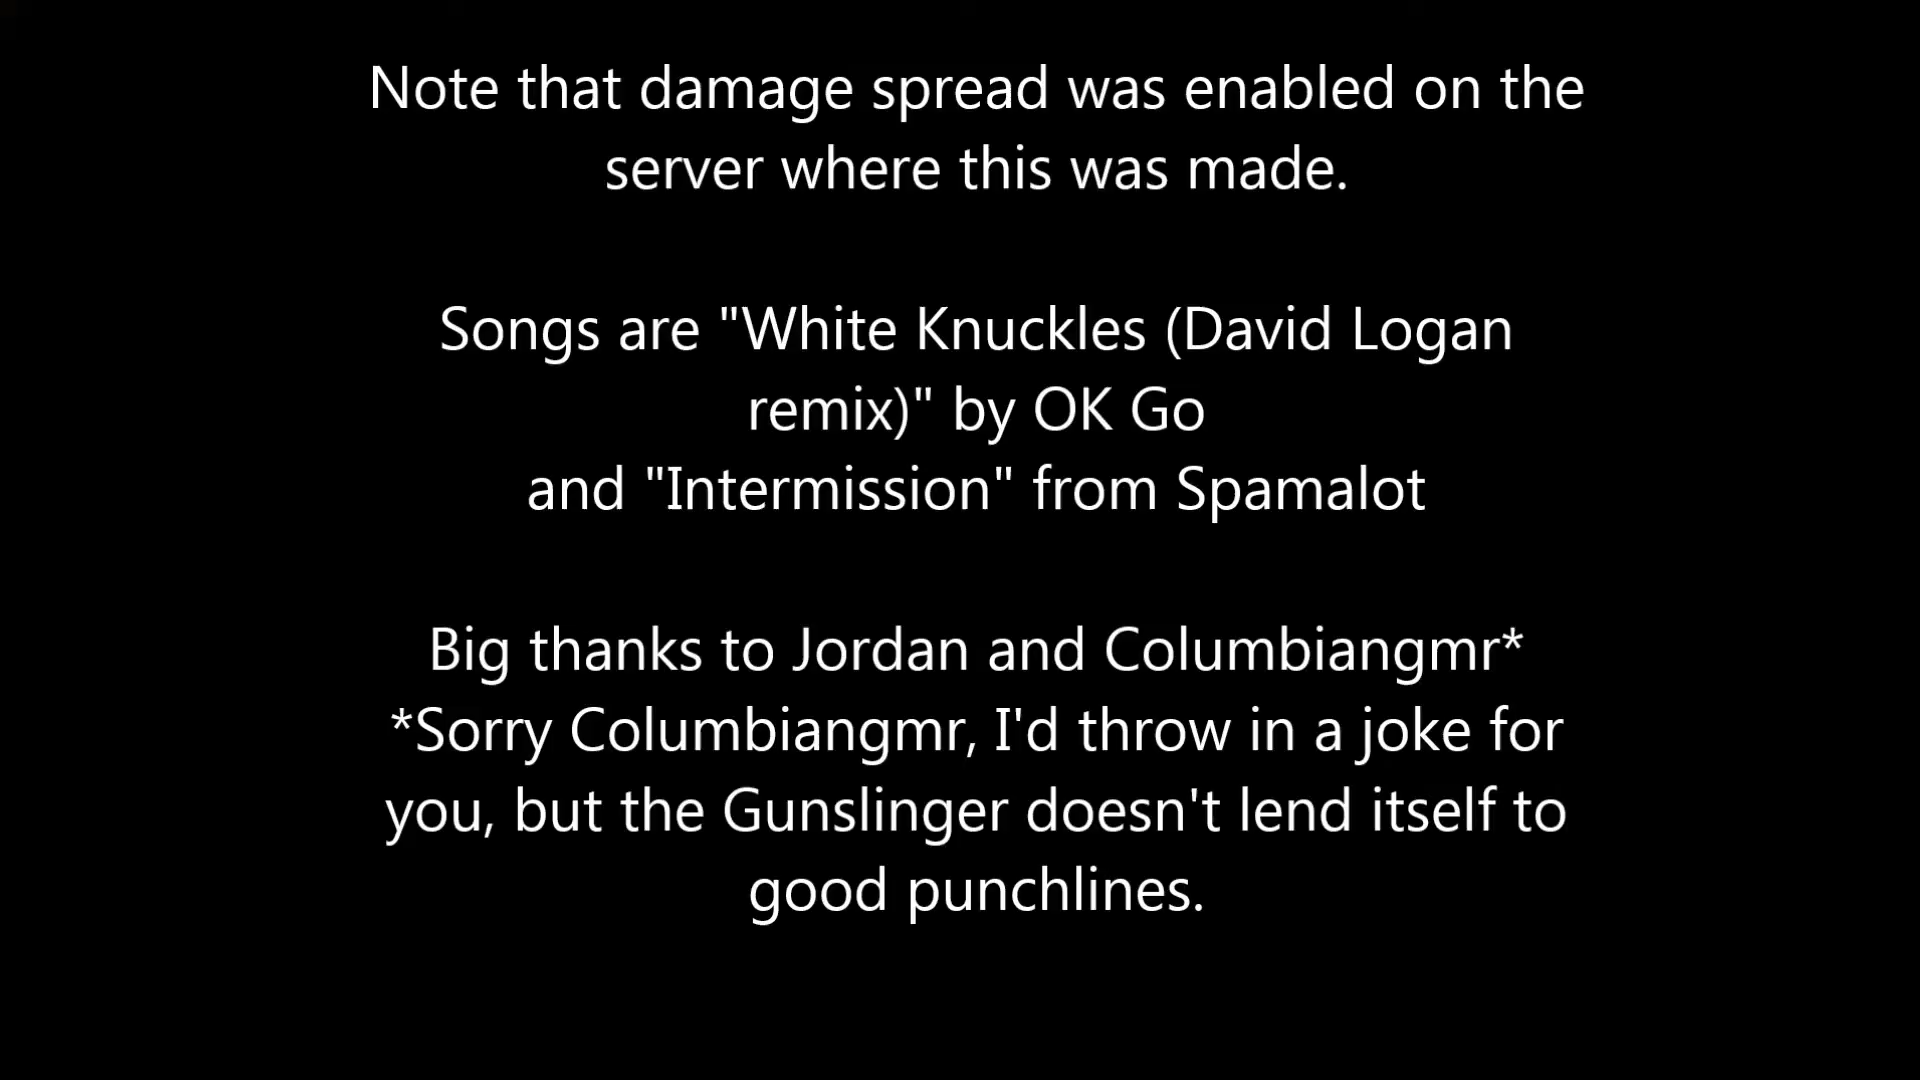 Note that damage spread was enabled on the
server where this was made.
Songs are "White Knuckles (David Logan
remix)" by OK Go
and "Intermission" from Spamalot
Big thanks to Jordan and Columbiangmr*
*Sorry Columbiangmr, I'd throw in a joke for
you, but the Gunslinger doesn't lend itself to
good punchlines.